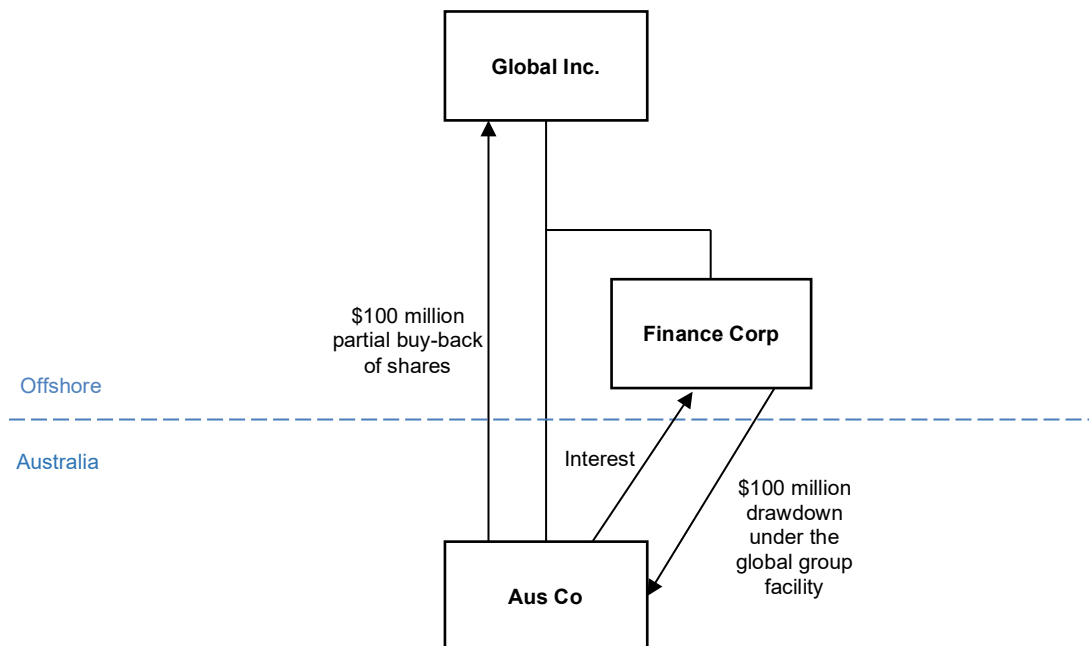 Global Inc.
$100 million
partial buy-back
of shares
Finance Corp
Offshore
Australia
Interest
$100 million
drawdown
under the
global group
facility
Aus Co